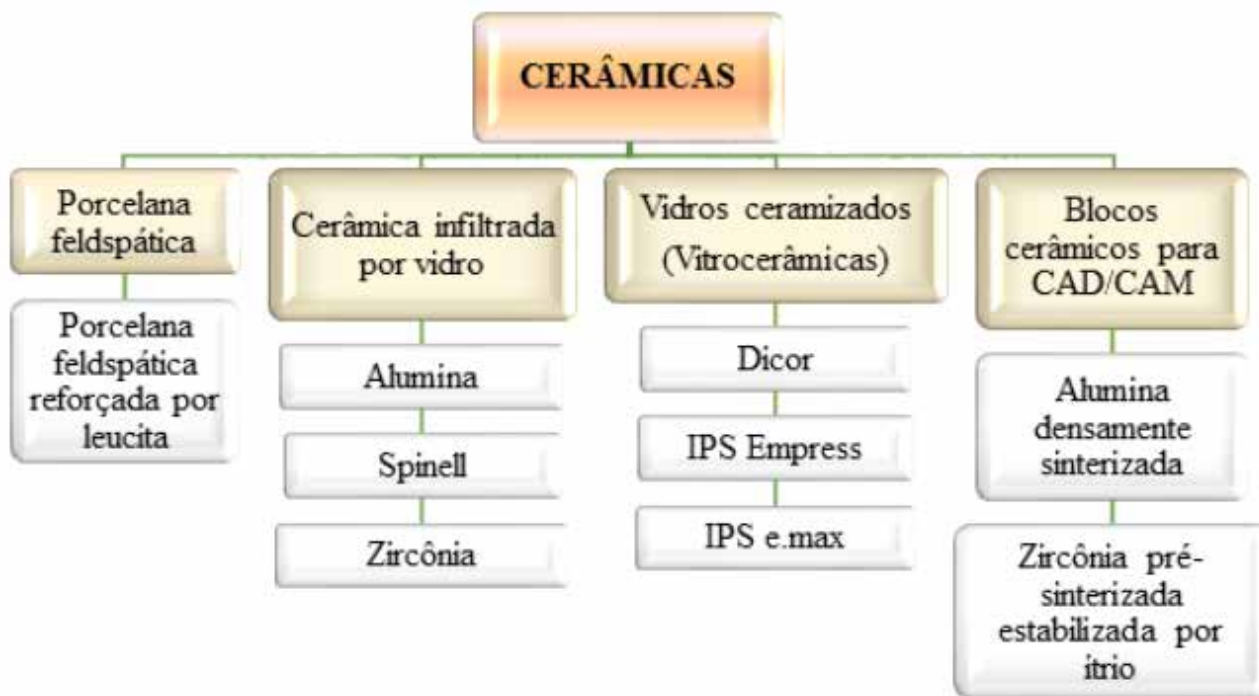 CERÂMICAS
Porcelana
feldspática
Porcelana
feldspática
reforçada por
leucita
Cerâmica infiltrada
por vidro
Alumina
Spinell
Zircônia
Vidros ceramizados
(Vitrocerâmicas)
Dicor
IPS Empress
IPS e.max
Blocos
cerâmicos para
CAD/CAM
Alumina
densamente
sinterizada
Zircônia pré-
sinterizada
estabilizada por
ítrio